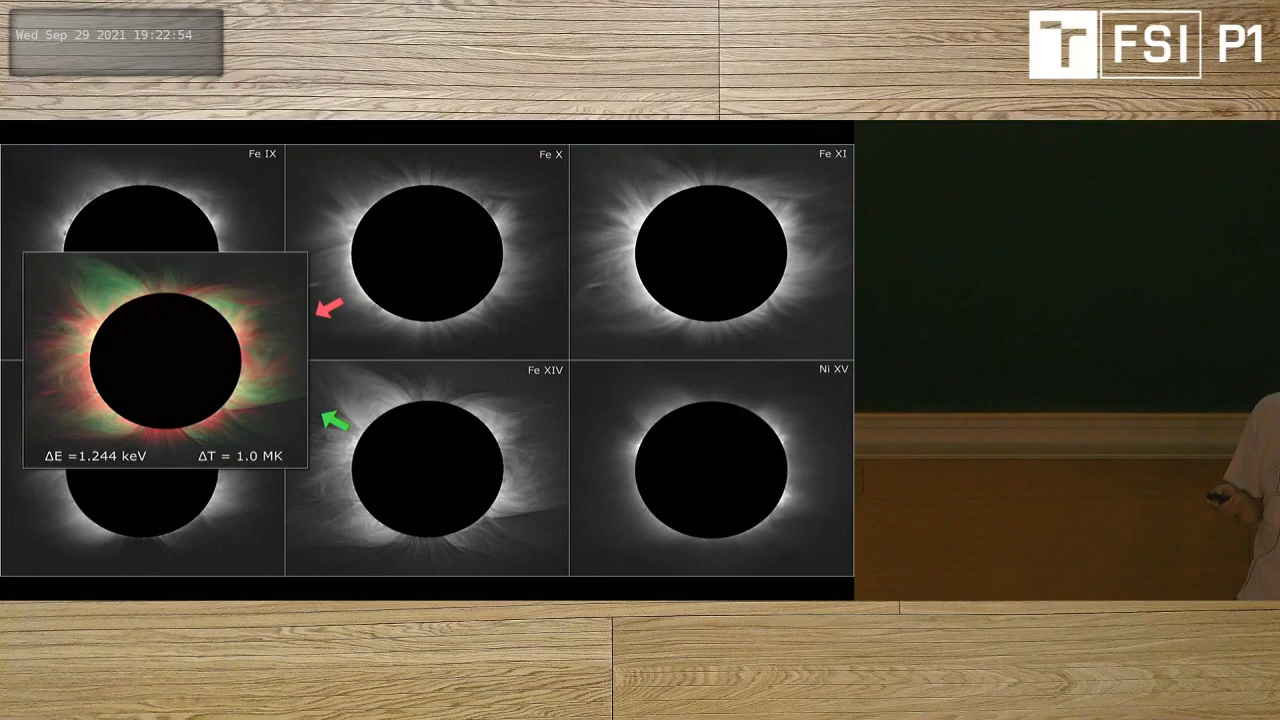 Wed Sep 29 2021 19:22:54
T FSI P1
Fe IX
Fe X
Fe XI
ΔE =1.244 keV
ΔT = 1.0 MK
Fe XIV
Ni XV